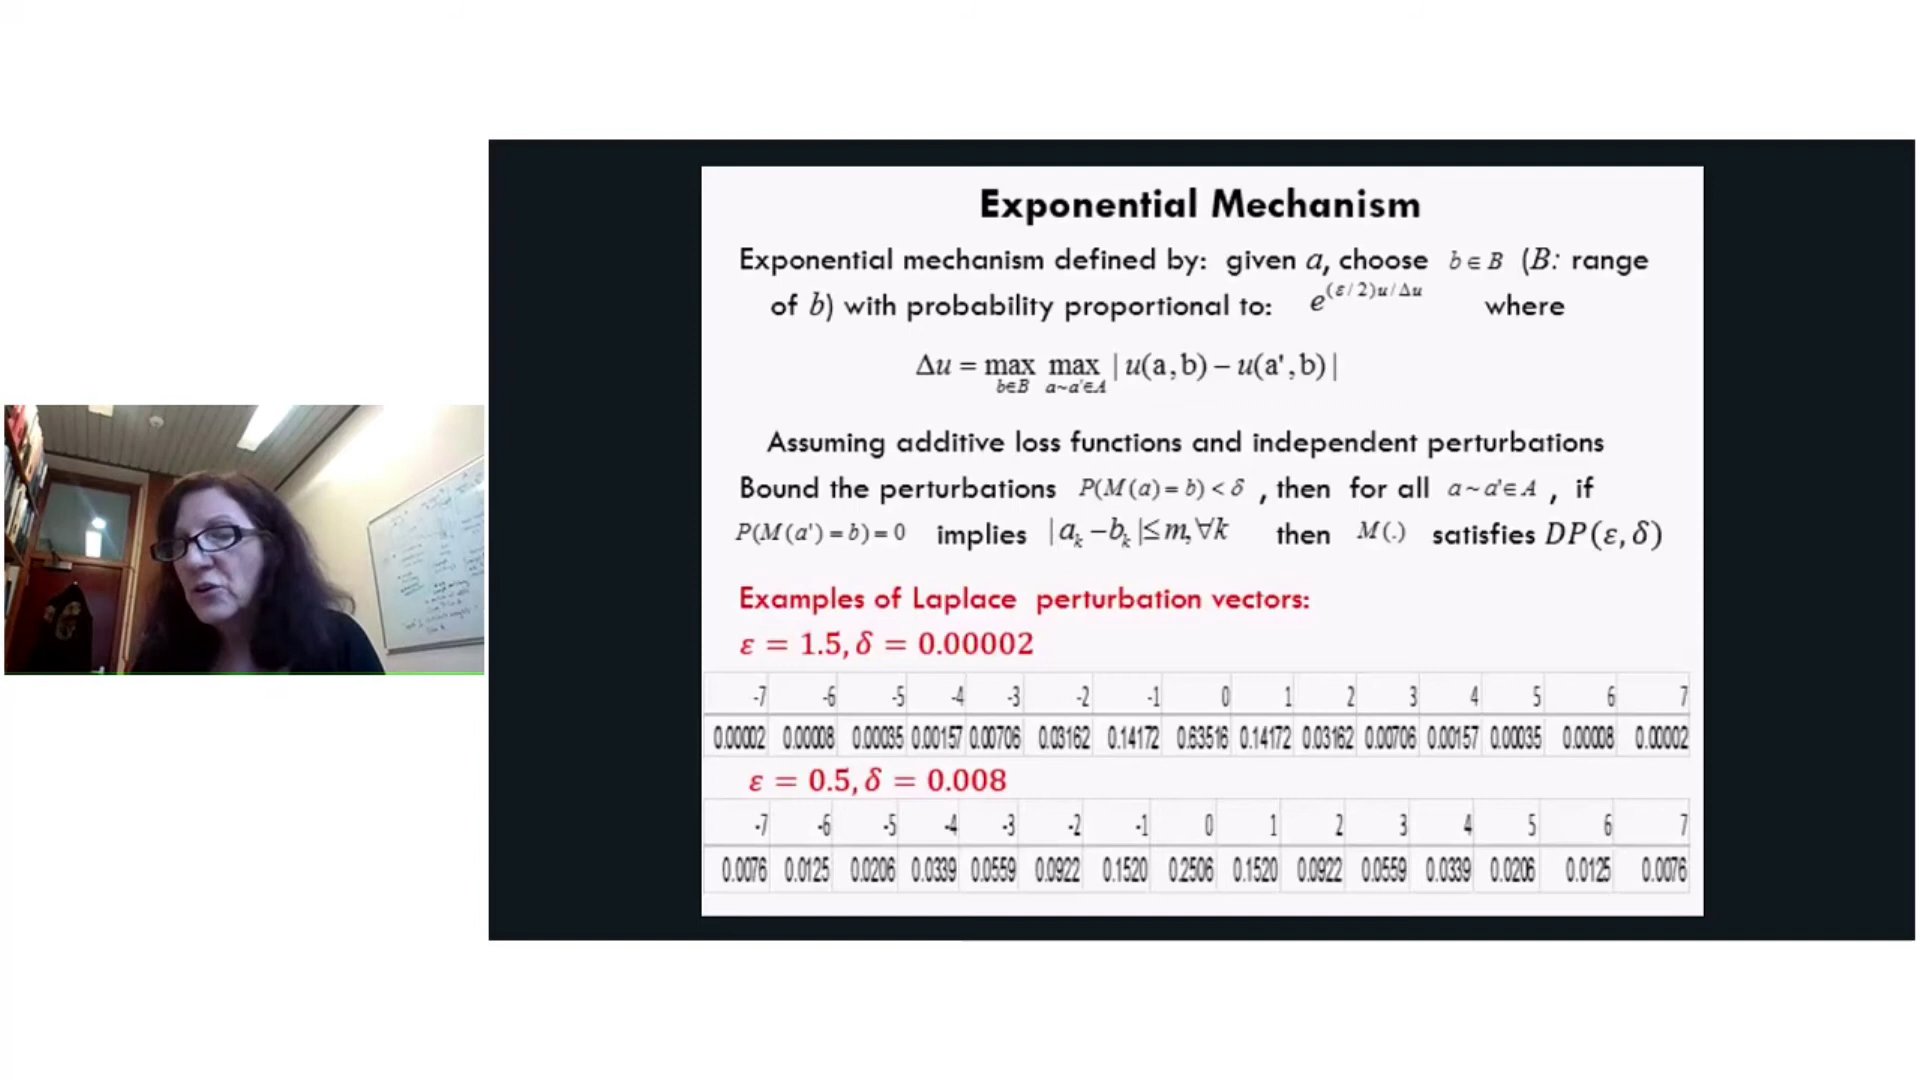 Exponential Mechanism
Exponential mechanism defined by: given a, choose b ∈ B (B: range
of b) with probability proportional to: e^{(ε/2)u/Δu} where
Δu = max_{b∈B} max_{a~a'∈A} | u(a,b) − u(a',b) |
Assuming additive loss functions and independent perturbations
Bound the perturbations P(M(a) = b) < δ , then for all a~a'∈A , if
P(M(a') = b) = 0 implies |a_k − b_k| ≤ m, ∀k then M(.) satisfies DP(ε, δ)
Examples of Laplace perturbation vectors:
ε = 1.5, δ = 0.00002
-7 -6 -5 -4 -3 -2 -1 0 1 2 3 4 5 6 7
0.00002 0.00008 0.00035 0.00157 0.00706 0.03162 0.14172 0.63516 0.14172 0.03162 0.00706 0.00157 0.00035 0.00008 0.00002
ε = 0.5, δ = 0.008
-7 -6 -5 -4 -3 -2 -1 0 1 2 3 4 5 6 7
0.0076 0.0125 0.0206 0.0339 0.0559 0.0922 0.1520 0.2506 0.1520 0.0922 0.0559 0.0339 0.0206 0.0125 0.0076